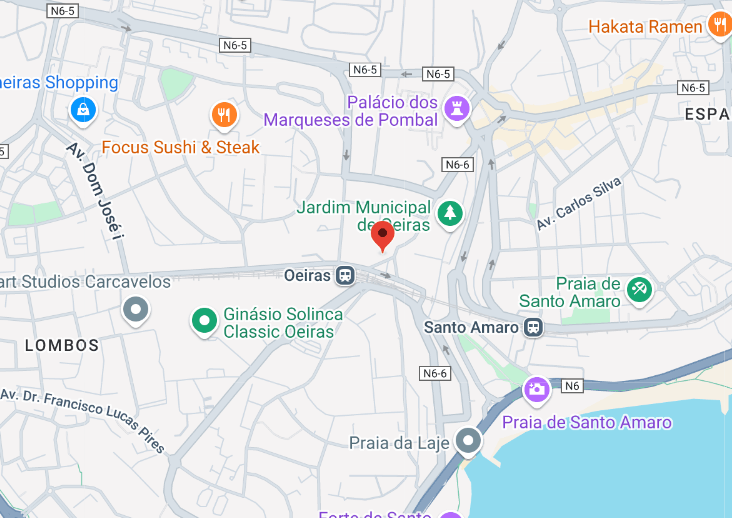 N6-5
Hakata Ramen
N6-5
N6-5
N6-5
eiras Shopping
N6-5
Palácio dos
Marqueses de Pombal
ESPA
Focus Sushi & Steak
5
N6-6
Av. Dom José i
Av. Carlos Silva
Jardim Municipal
de Oeiras
art Studios Carcavelos
Oeiras
Praia de
Santo Amaro
Ginásio Solinca
Classic Oeiras
Santo Amaro
LOMBOS
N6-6
N6
Av. Dr. Francisco Lucas Pires
Praia de Santo Amaro
Praia da Laje
Forte de Santo